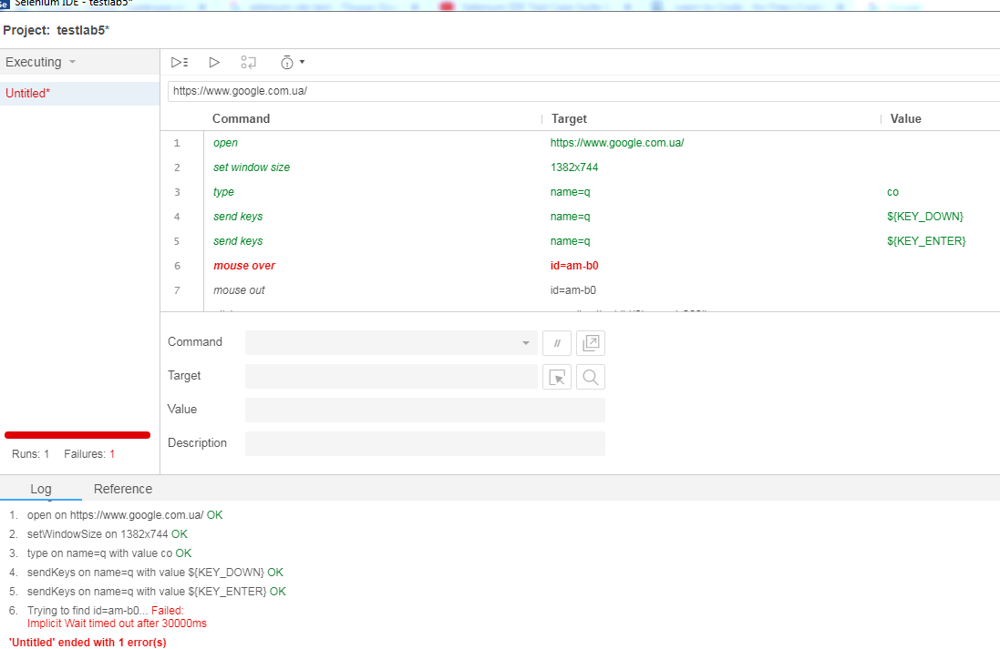 Selenium IDE - testlab5*
Project: testlab5*
Executing
Untitled*
https://www.google.com.ua/
Command Target Value
1 open https://www.google.com.ua/
2 set window size 1382x744
3 type name=q co
4 send keys name=q ${KEY_DOWN}
5 send keys name=q ${KEY_ENTER}
6 mouse over id=am-b0
7 mouse out id=am-b0
Command
//
Target
Value
Description
Runs: 1 Failures: 1
Log Reference
1. open on https://www.google.com.ua/ OK
2. setWindowSize on 1382x744 OK
3. type on name=q with value co OK
4. sendKeys on name=q with value ${KEY_DOWN} OK
5. sendKeys on name=q with value ${KEY_ENTER} OK
6. Trying to find id=am-b0... Failed:
Implicit Wait timed out after 30000ms
'Untitled' ended with 1 error(s)